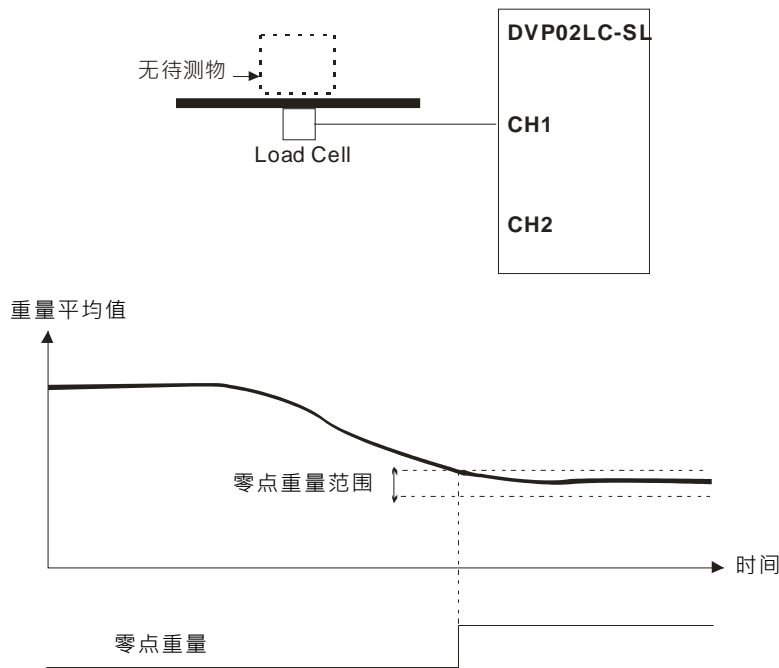 DVP02LC-SL
无待测物
CH1
Load Cell
CH2
重量平均值
零点重量范围
时间
零点重量